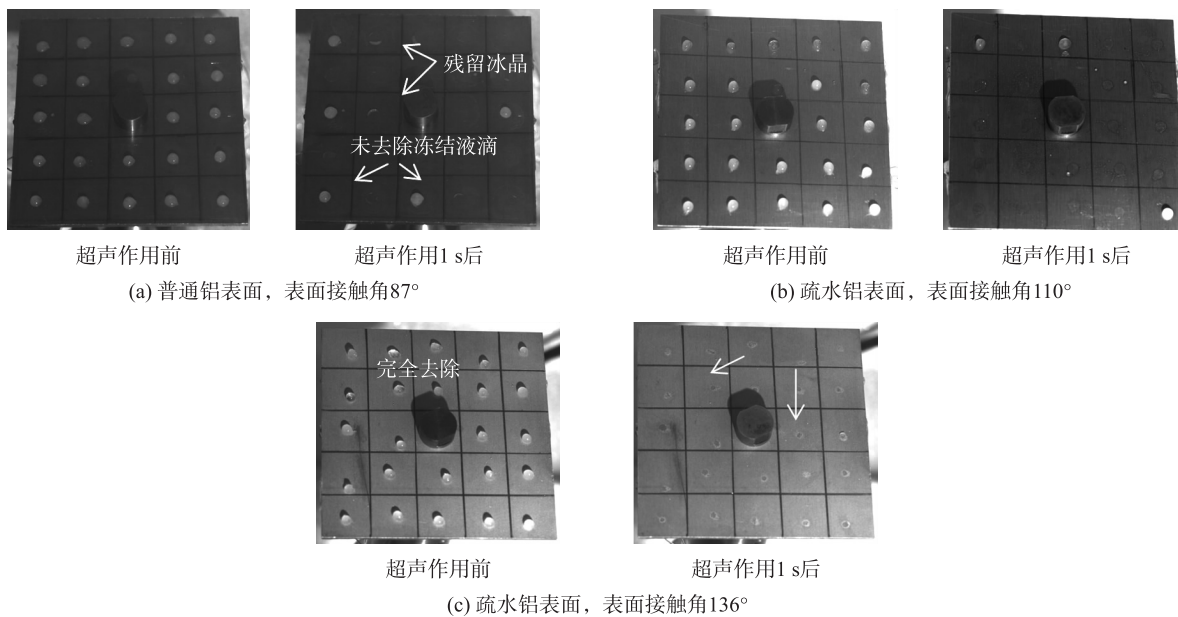 残留冰晶
未去除冻结液滴
超声作用前
超声作用1 s后
(a) 普通铝表面，表面接触角87°
超声作用前
超声作用1 s后
(b) 疏水铝表面，表面接触角110°
完全去除
超声作用前
超声作用1 s后
(c) 疏水铝表面，表面接触角136°